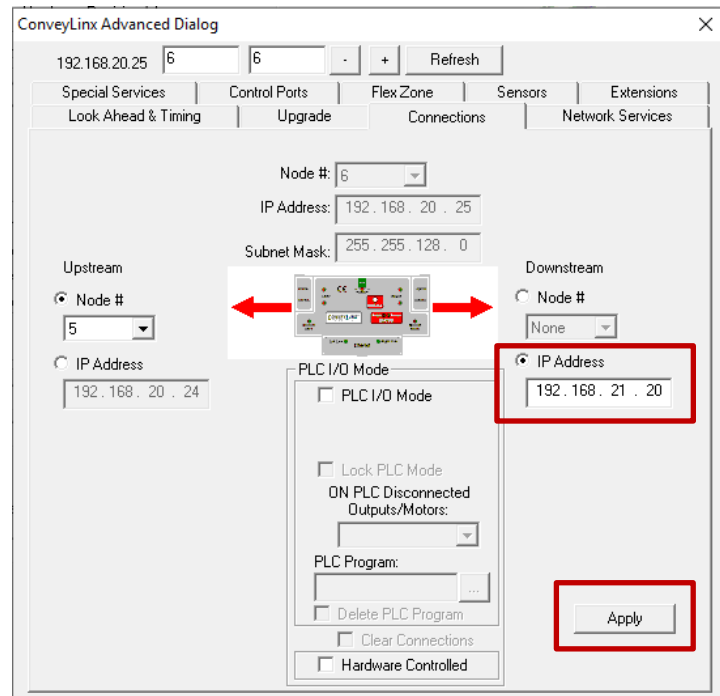 ConveyLinx Advanced Dialog
192.168.20.25 6 6 - + Refresh
Special Services Control Ports Flex Zone Sensors Extensions
Look Ahead & Timing Upgrade Connections Network Services
Node #: 6
IP Address: 192 . 168 . 20 . 25
Subnet Mask: 255 . 255 . 128 . 0
Upstream
Node #
5
IP Address
192 . 168 . 20 . 24
Downstream
Node #
None
IP Address
192 . 168 . 21 . 20
PLC I/O Mode
PLC I/O Mode
Lock PLC Mode
ON PLC Disconnected
Outputs/Motors:
PLC Program:
...
Delete PLC Program
Clear Connections
Hardware Controlled
Apply